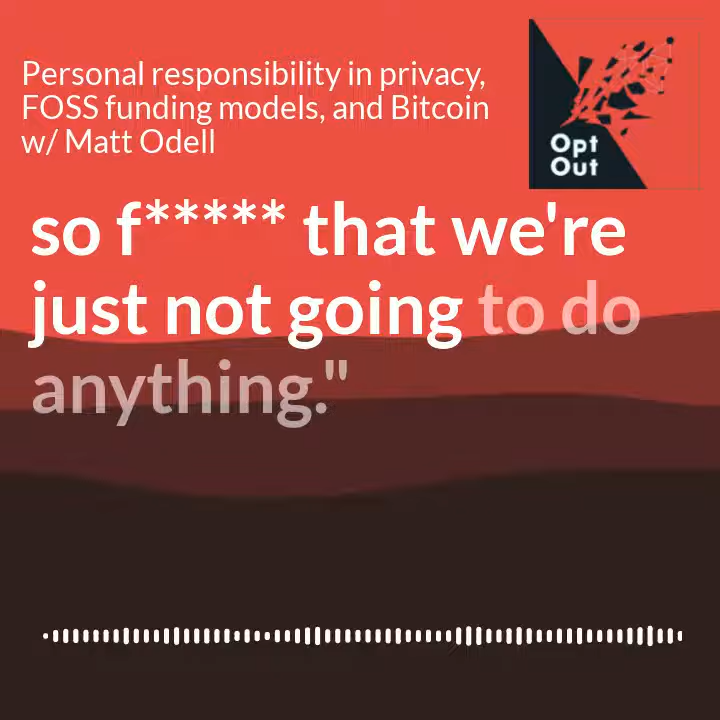 Personal responsibility in privacy,
FOSS funding models, and Bitcoin
w/ Matt Odell
Opt
Out
so f***** that we're
just not going to do
anything."